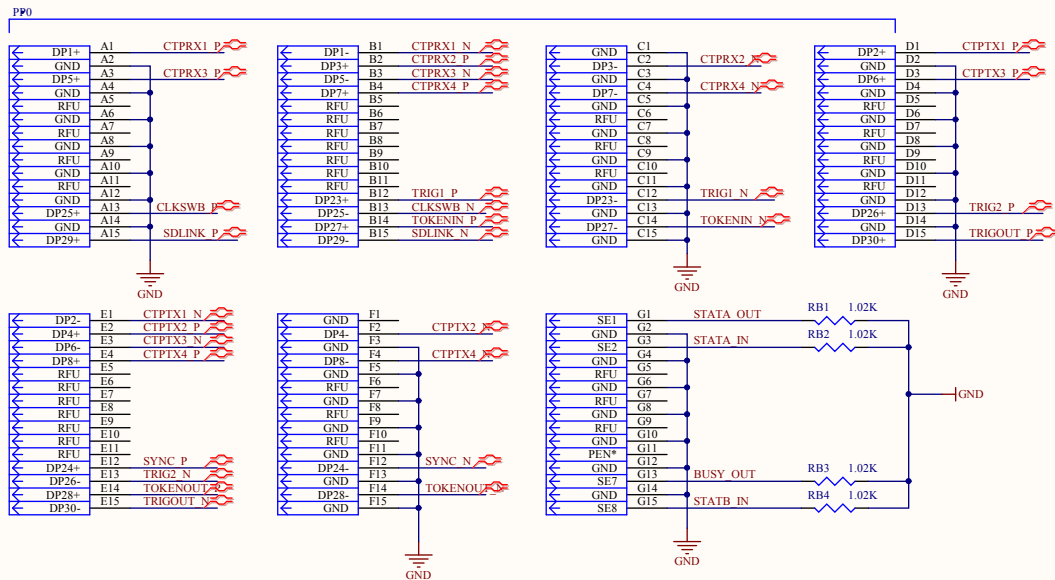 PP0
DP1+ A1 CTPRX1_P
GND A2
DP5+ A3 CTPRX3_P
GND A4
RFU A5
GND A6
RFU A7
GND A8
RFU A9
GND A10
RFU A11
GND A12
DP25+ A13 CLKSWB_P
GND A14
DP29+ A15 SDLINK_P
GND
DP1- B1 CTPRX1_N
DP3+ B2 CTPRX2_P
DP5- B3 CTPRX3_N
DP7+ B4 CTPRX4_P
RFU B5
RFU B6
RFU B7
RFU B8
RFU B9
RFU B10
RFU B11
DP23+ B12 TRIG1_P
DP25- B13 CLKSWB_N
DP27+ B14 TOKENIN_P
DP29- B15 SDLINK_N
GND C1
DP3- C2 CTPRX2_N
GND C3
DP7- C4 CTPRX4_N
GND C5
RFU C6
GND C7
RFU C8
GND C9
RFU C10
GND C11
DP23- C12 TRIG1_N
GND C13
DP27- C14 TOKENIN_N
GND C15
GND
DP2+ D1 CTPTX1_P
GND D2
DP6+ D3 CTPTX3_P
GND D4
RFU D5
GND D6
RFU D7
GND D8
RFU D9
GND D10
RFU D11
GND D12
DP26+ D13 TRIG2_P
GND D14
DP30+ D15 TRIGOUT_P
GND
DP2- E1 CTPTX1_N
DP4+ E2 CTPTX2_P
DP6- E3 CTPTX3_N
DP8+ E4 CTPTX4_P
RFU E5
RFU E6
RFU E7
RFU E8
RFU E9
RFU E10
RFU E11
DP24+ E12 SYNC_P
DP26- E13 TRIG2_N
DP28+ E14 TOKENOUT_P
DP30- E15 TRIGOUT_N
GND F1
DP4- F2 CTPTX2_N
GND F3
DP8- F4 CTPTX4_N
GND F5
RFU F6
GND F7
RFU F8
GND F9
RFU F10
GND F11
DP24- F12 SYNC_N
GND F13
DP28- F14 TOKENOUT_N
GND F15
GND
SE1 G1 STATA_OUT RB1 1.02K
GND G2
SE2 G3 STATA_IN RB2 1.02K
GND G4
RFU G5
GND G6
RFU G7
GND G8
RFU G9
GND G10
PEN* G11
GND G12
SE7 G13 BUSY_OUT RB3 1.02K
GND G14
SE8 G15 STATB_IN RB4 1.02K
GND
GND